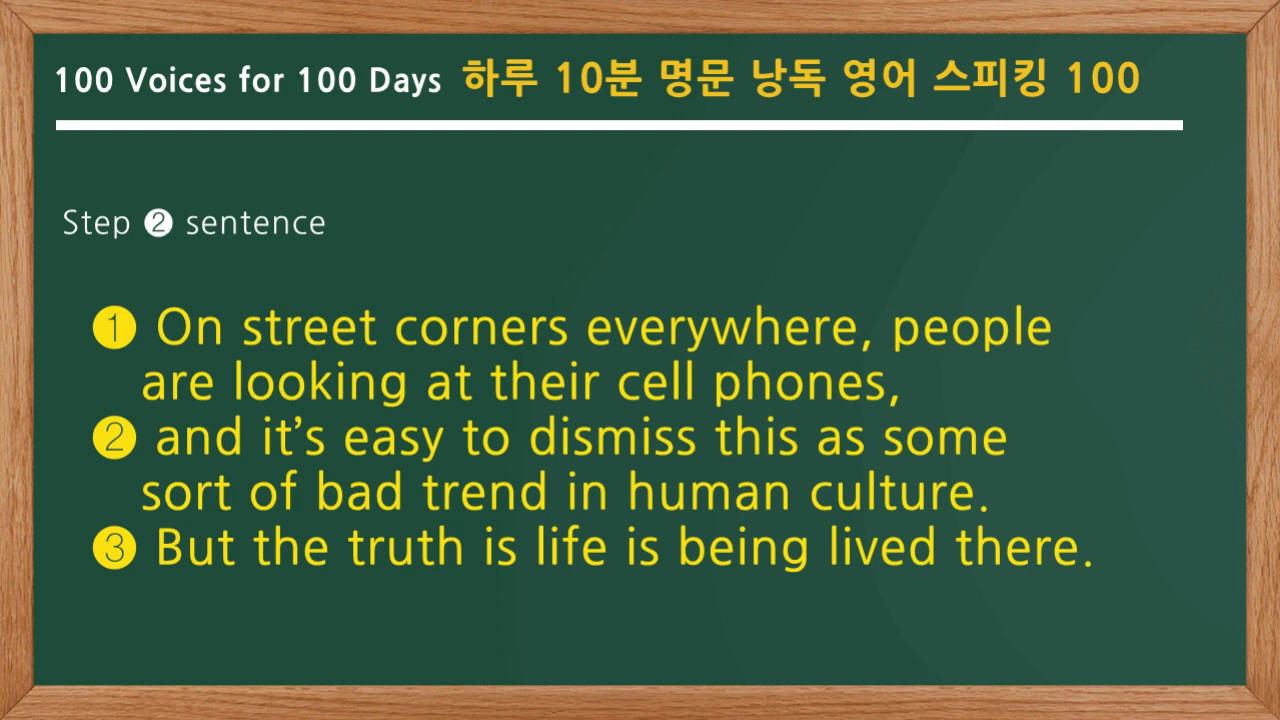 100 Voices for 100 Days 하루 10분 명문 낭독 영어 스피킹 100
Step ❷ sentence
❶ On street corners everywhere, people
are looking at their cell phones,
❷ and it’s easy to dismiss this as some
sort of bad trend in human culture.
❸ But the truth is life is being lived there.